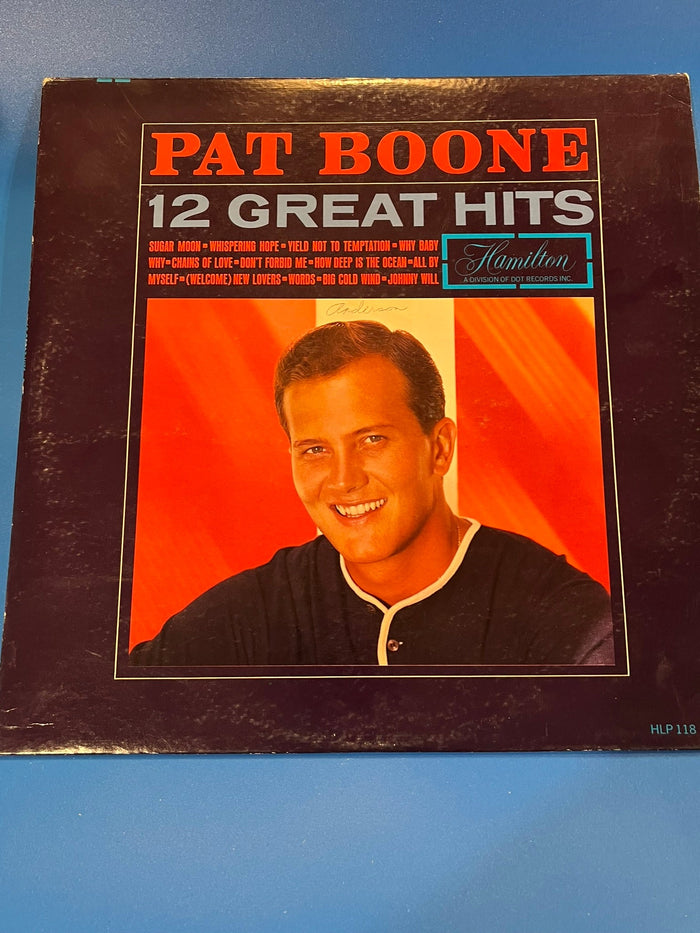 PAT BOONE
12 GREAT HITS
SUGAR MOON-WHISPERING HOPE-YIELD NOT TO TEMPTATION-WHY BABY
WHY-CHAINS OF LOVE-DON'T FORBID ME-HOW DEEP IS THE OCEAN-ALL BY
MYSELF-(WELCOME) NEW LOVERS-WORDS-BIG COLD WIND-JOHNNY WILL
Hamilton
A DIVISION OF DOT RECORDS INC.
Anderson
HLP 118